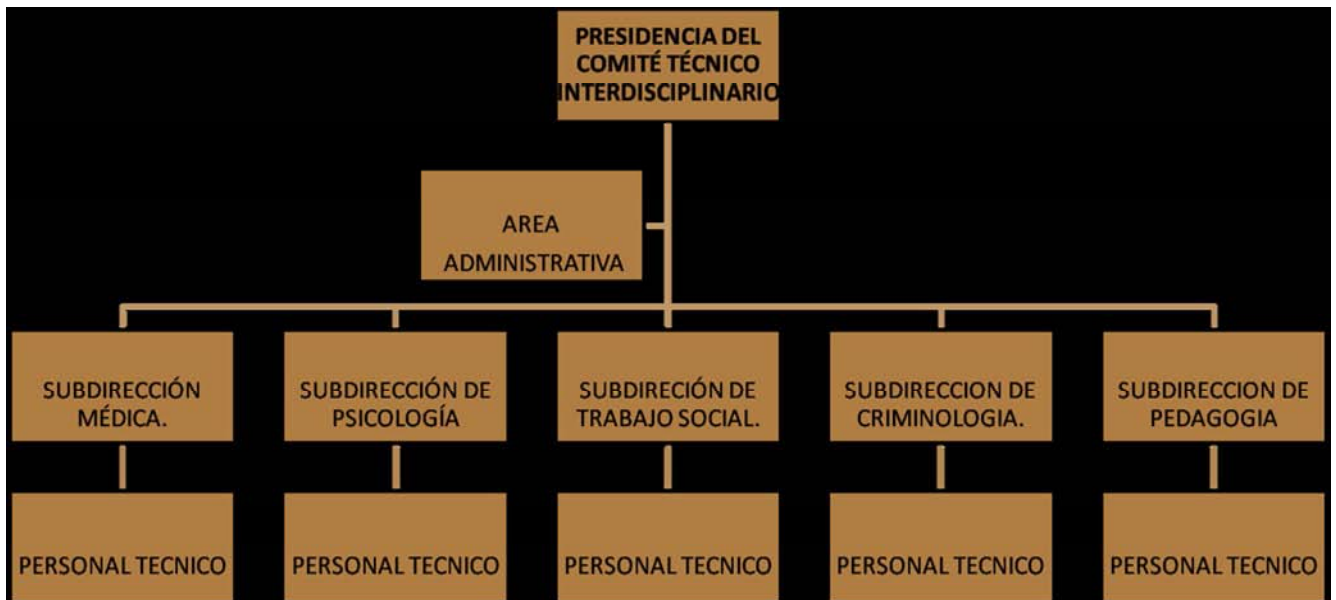 PRESIDENCIA DEL
COMITÉ TÉCNICO
INTERDISCIPLINARIO
AREA
ADMINISTRATIVA
SUBDIRECCIÓN
MÉDICA.
SUBDIRECCIÓN DE
PSICOLOGÍA
SUBDIRECIÓN DE
TRABAJO SOCIAL.
SUBDIRECCION DE
CRIMINOLOGIA.
SUBDIRECCION DE
PEDAGOGIA
PERSONAL TECNICO
PERSONAL TECNICO
PERSONAL TECNICO
PERSONAL TECNICO
PERSONAL TECNICO